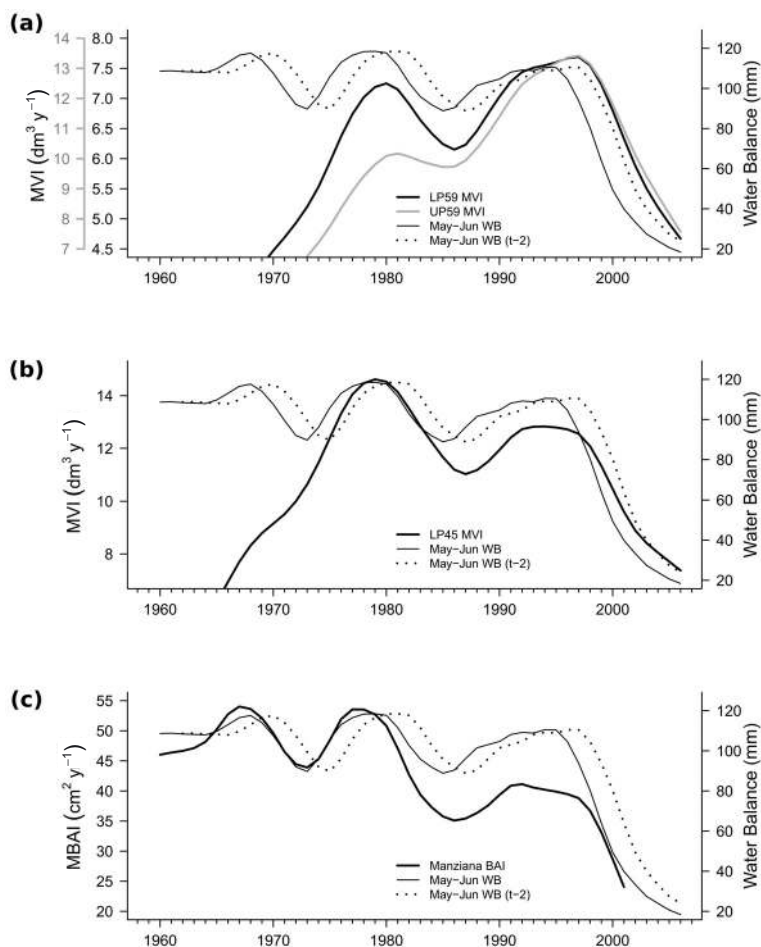 (a)
14
13
12
11
10
9
8
7
8.0
7.5
7.0
6.5
6.0
5.5
5.0
4.5
MVI (dm³ y⁻¹)
120
100
80
60
40
20
Water Balance (mm)
LP59 MVI
UP59 MVI
May−Jun WB
May−Jun WB (t−2)
1960 1970 1980 1990 2000
(b)
14
12
10
8
MVI (dm³ y⁻¹)
120
100
80
60
40
20
Water Balance (mm)
LP45 MVI
May−Jun WB
May−Jun WB (t−2)
1960 1970 1980 1990 2000
(c)
55
50
45
40
35
30
25
20
MBAI (cm² y⁻¹)
120
100
80
60
40
20
Water Balance (mm)
Manziana BAI
May−Jun WB
May−Jun WB (t−2)
1960 1970 1980 1990 2000